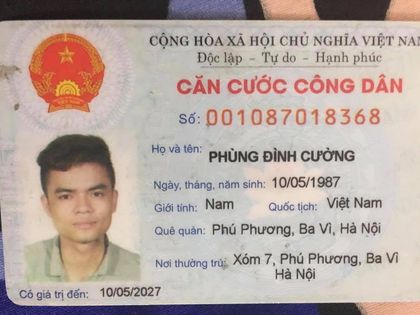 CỘNG HÒA XÃ HỘI CHỦ NGHĨA VIỆT NAM
Độc lập - Tự do - Hạnh phúc
CĂN CƯỚC CÔNG DÂN
Số: 001087018368
Họ và tên:
PHÙNG ĐÌNH CƯỜNG
Ngày, tháng, năm sinh: 10/05/1987
Giới tính: Nam Quốc tịch: Việt Nam
Quê quán: Phú Phương, Ba Vì, Hà Nội
Nơi thường trú: Xóm 7, Phú Phương, Ba Vì
Hà Nội
Có giá trị đến: 10/05/2027